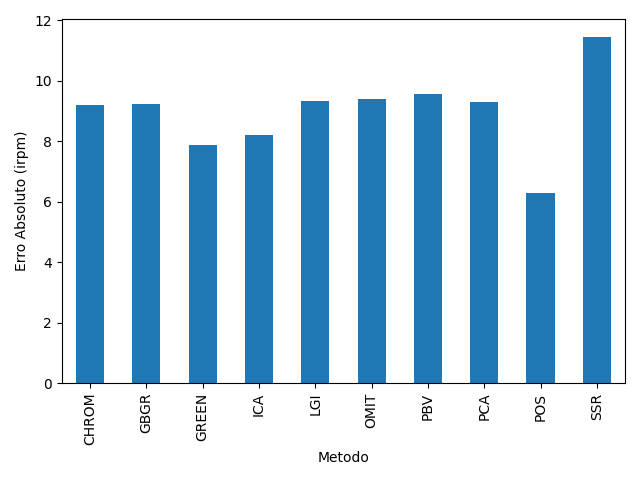 12
10
8
6
4
2
0
Erro Absoluto (irpm)
CHROM
GBGR
GREEN
ICA
LGI
OMIT
PBV
PCA
POS
SSR
Metodo